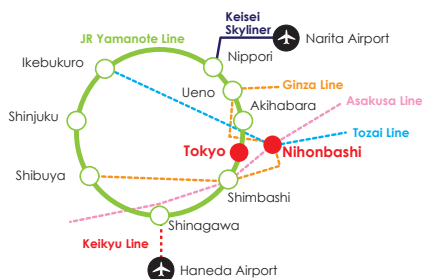 Keisei
Skyliner
JR Yamanote Line
Narita Airport
Ikebukuro
Nippori
Ueno
Ginza Line
Akihabara
Asakusa Line
Shinjuku
Tozai Line
Tokyo
Nihonbashi
Shibuya
Shimbashi
Shinagawa
Keikyu Line
Haneda Airport